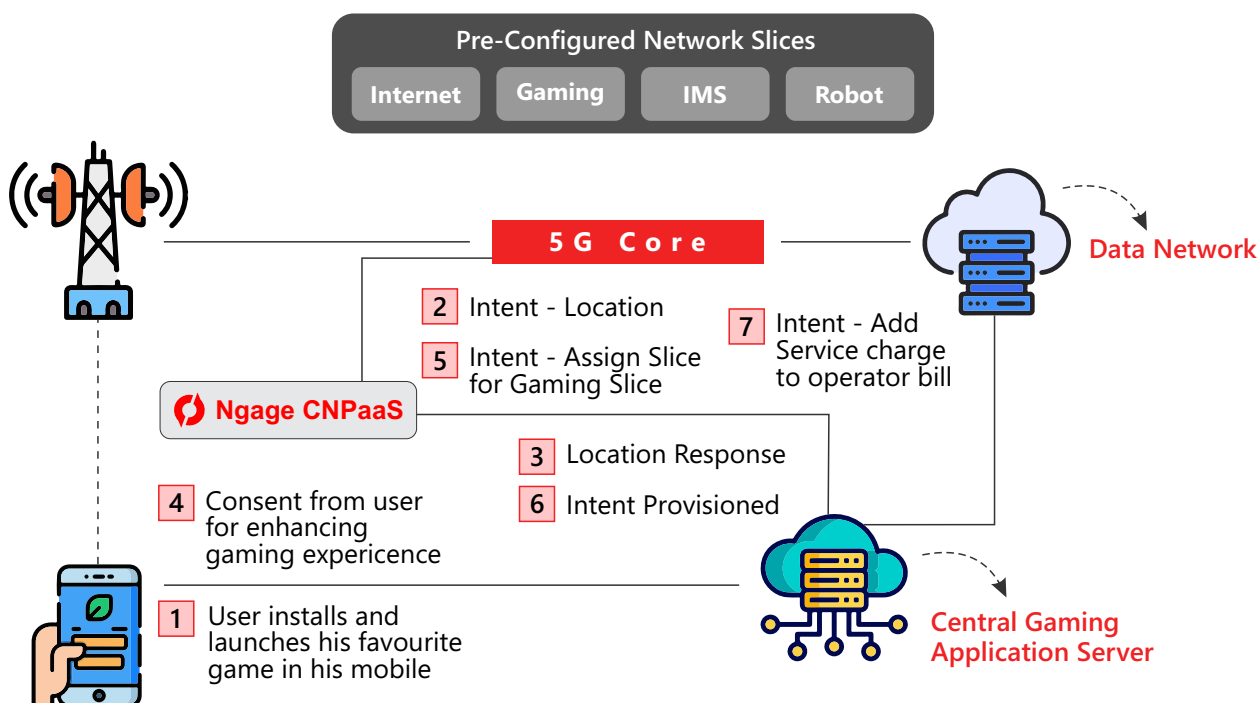 Pre-Configured Network Slices
Internet
Gaming
IMS
Robot
5G Core
Data Network
2 Intent - Location
5 Intent - Assign Slice
for Gaming Slice
7 Intent - Add
Service charge
to operator bill
Ngage CNPaaS
3 Location Response
6 Intent Provisioned
4 Consent from user
for enhancing
gaming expericence
1 User installs and
launches his favourite
game in his mobile
Central Gaming
Application Server